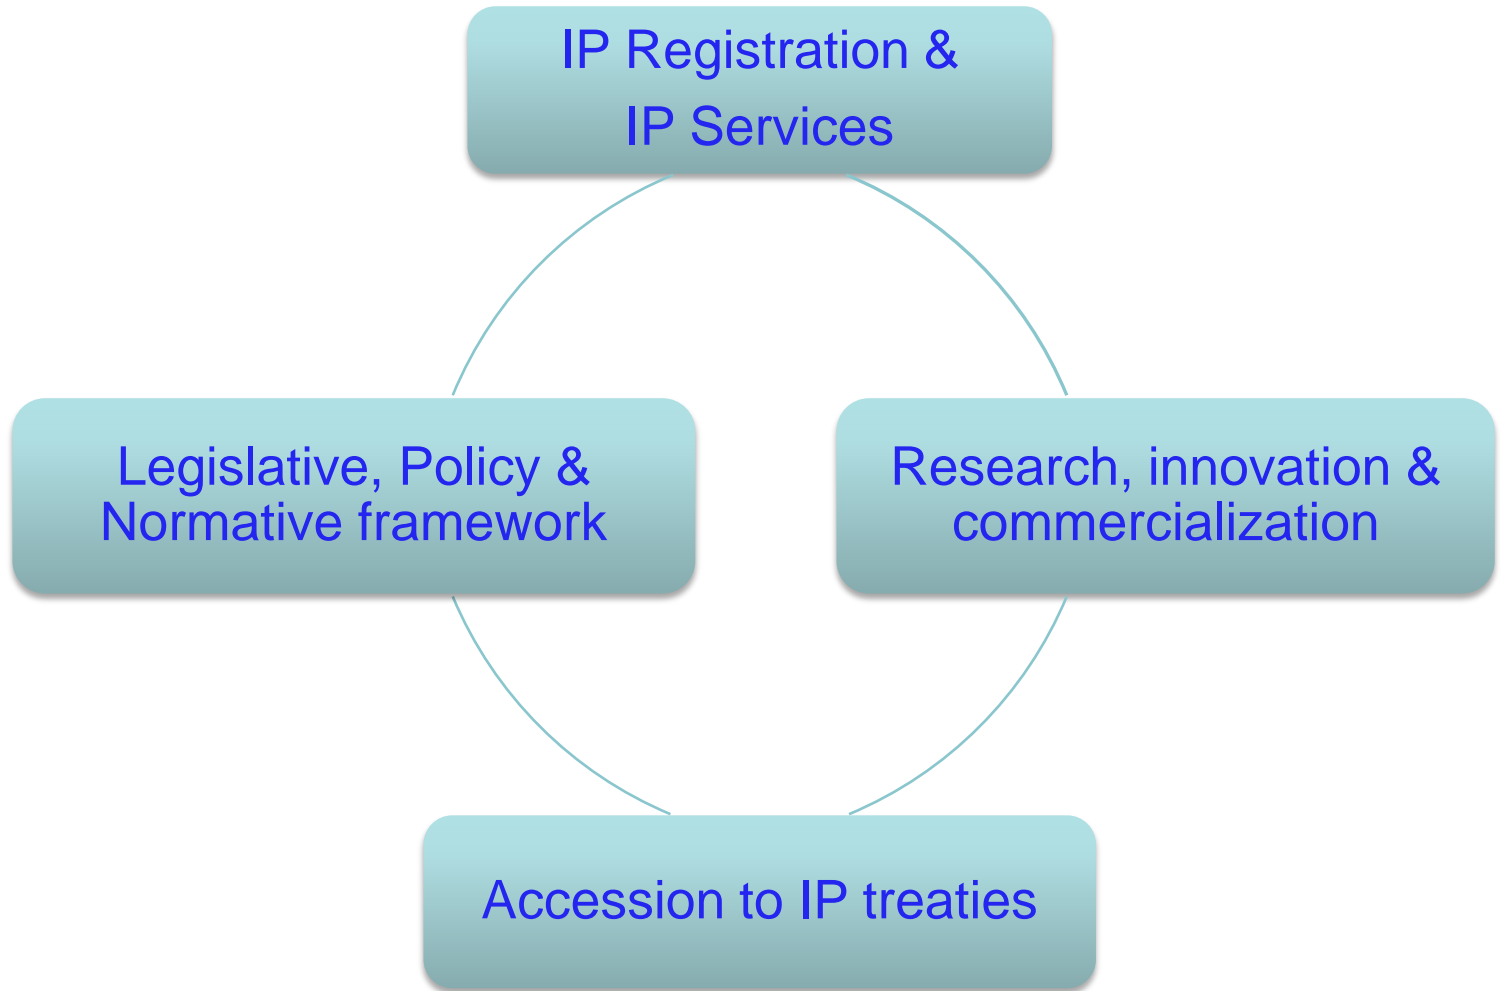 IP Registration &
IP Services
Legislative, Policy &
Normative framework
Research, innovation &
commercialization
Accession to IP treaties